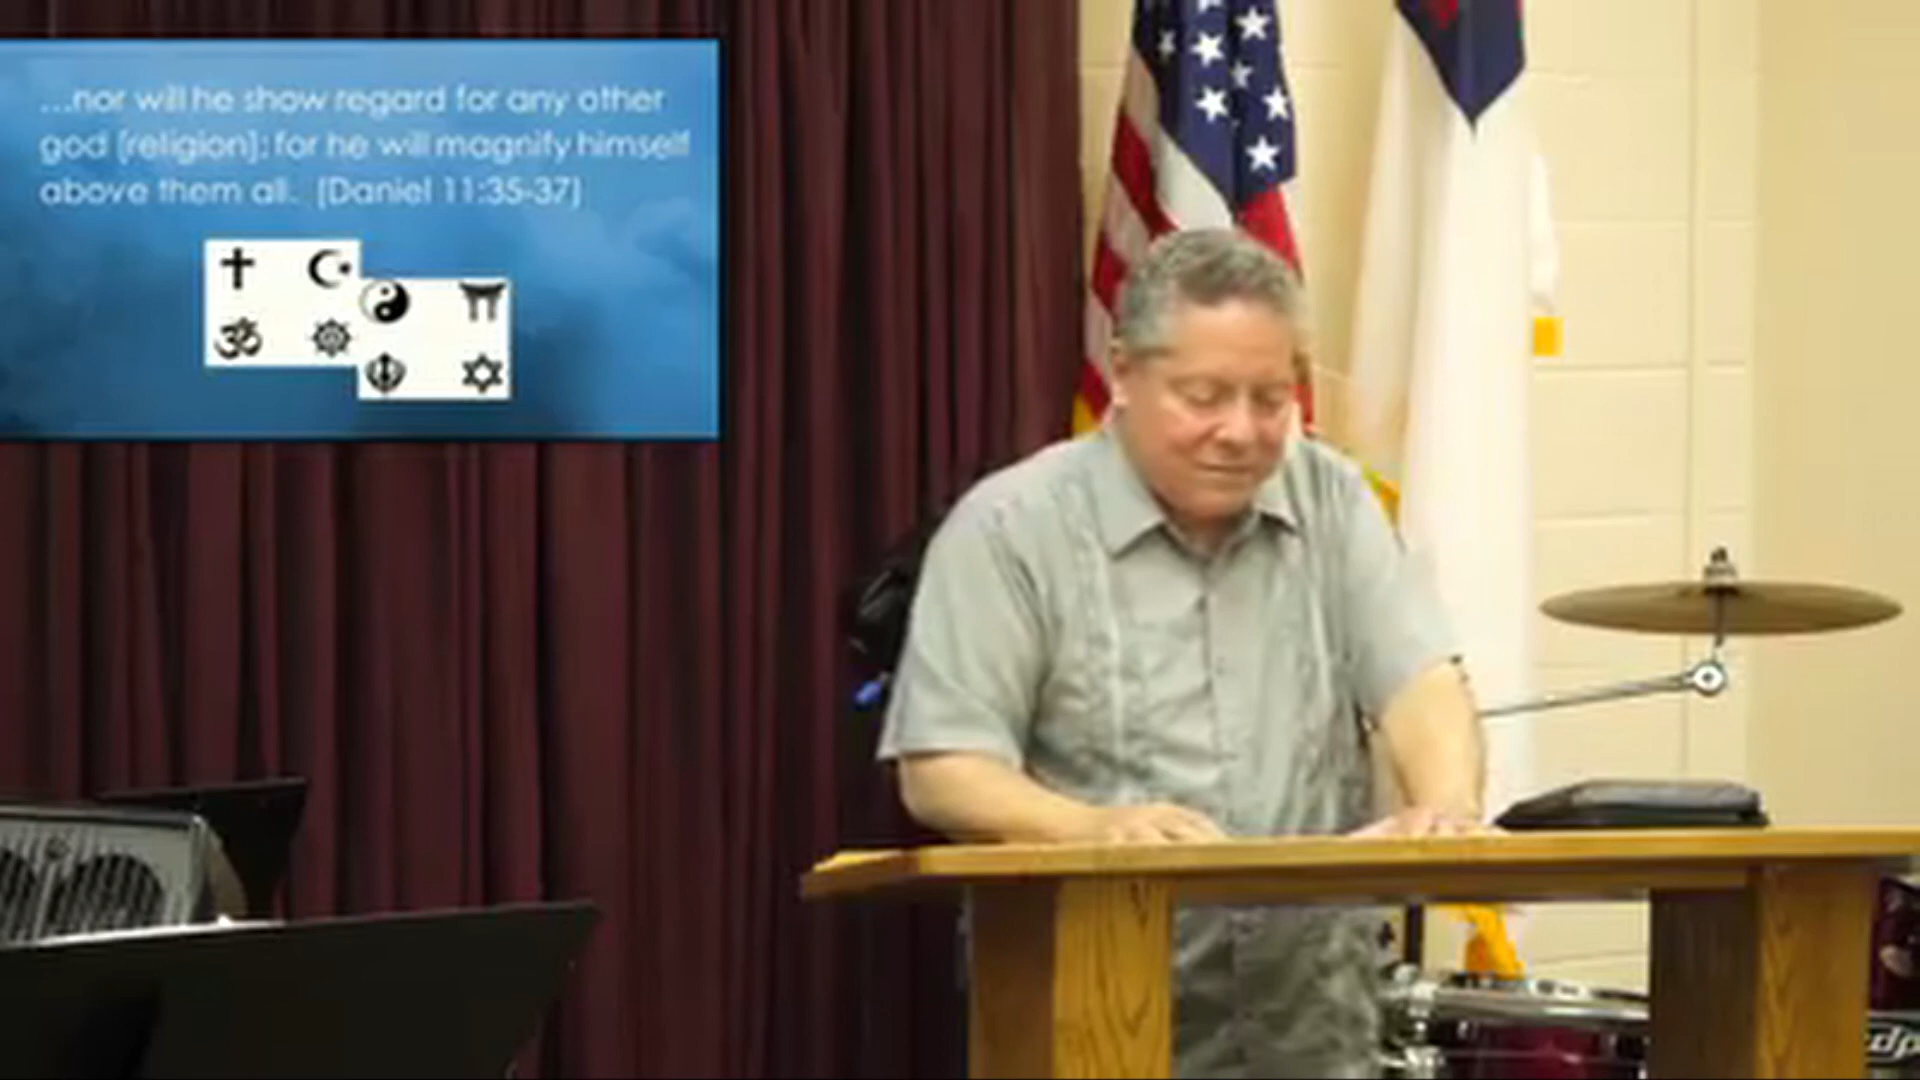 ...nor will he show regard for any other
god [religion]; for he will magnify himself
above them all. [Daniel 11:35-37]
dp